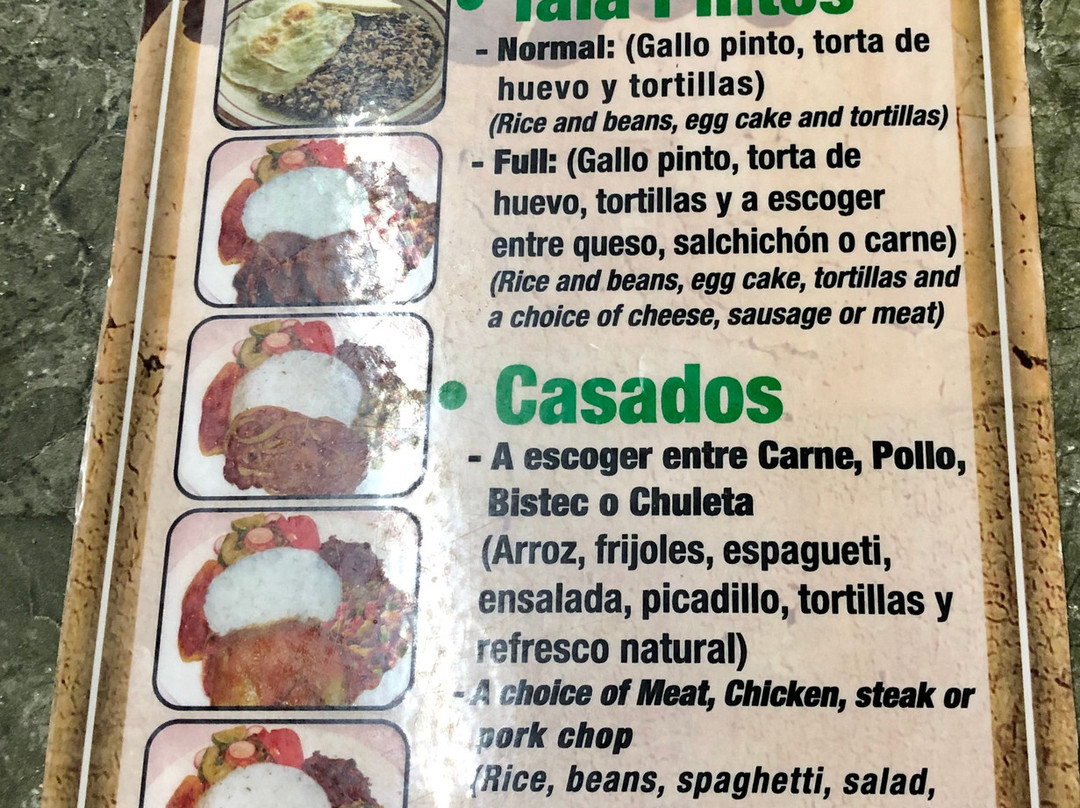 • Tala Pintos
- Normal: (Gallo pinto, torta de
huevo y tortillas)
(Rice and beans, egg cake and tortillas)
- Full: (Gallo pinto, torta de
huevo, tortillas y a escoger
entre queso, salchichón o carne)
(Rice and beans, egg cake, tortillas and
a choice of cheese, sausage or meat)
• Casados
- A escoger entre Carne, Pollo,
Bistec o Chuleta
(Arroz, frijoles, espagueti,
ensalada, picadillo, tortillas y
refresco natural)
- A choice of Meat, Chicken, steak or
pork chop
(Rice, beans, spaghetti, salad,